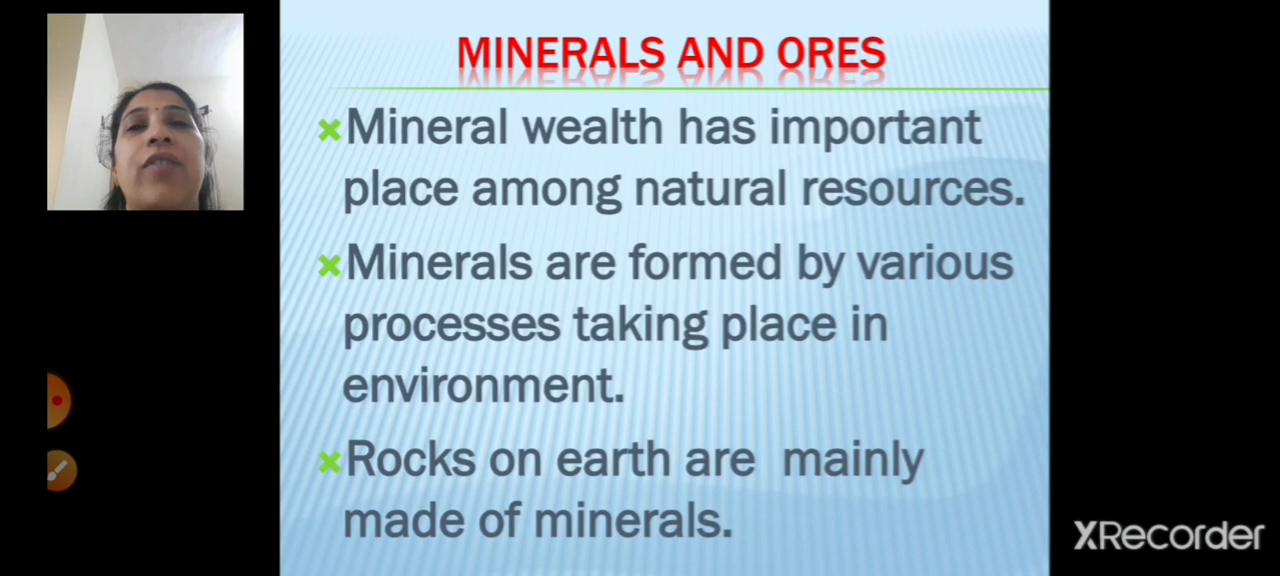 MINERALS AND ORES
Mineral wealth has important
place among natural resources.
Minerals are formed by various
processes taking place in
environment.
Rocks on earth are mainly
made of minerals.
XRecorder